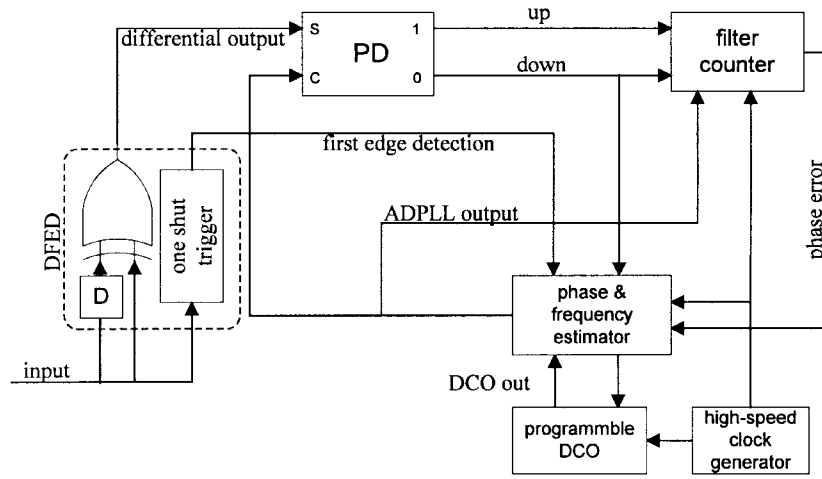 differential output
S
1
PD
C
0
up
down
filter
counter
first edge detection
ADPLL output
phase error
DFED
one shut
trigger
D
input
phase &
frequency
estimator
DCO out
programmble
DCO
high-speed
clock
generator